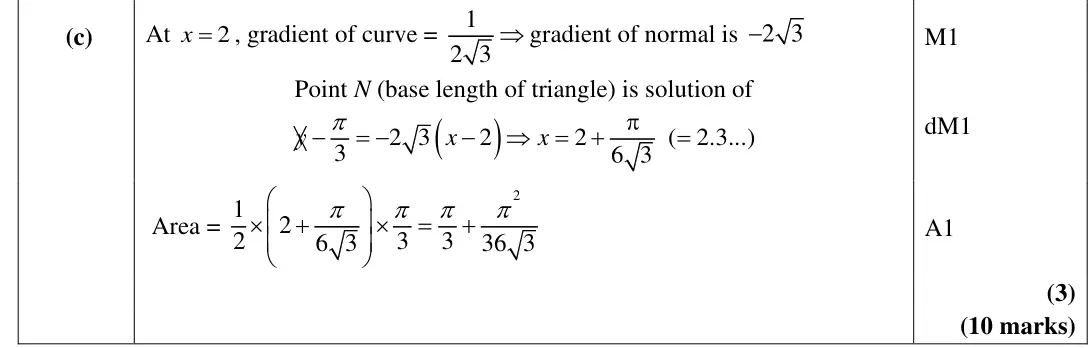 (c) At x = 2, gradient of curve = 1/(2√3) ⇒ gradient of normal is −2√3 M1
Point N (base length of triangle) is solution of
y̸ − π/3 = −2√3(x − 2) ⇒ x = 2 + π/(6√3) (= 2.3...) dM1
Area = 1/2 × (2 + π/(6√3)) × π/3 = π/3 + π²/(36√3) A1
(3)
(10 marks)